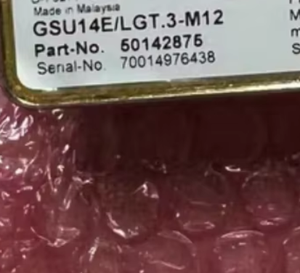 Made in Malaysia
GSU14E/LGT.3-M12
Part-No. 50142875
Serial-No. 70014976438